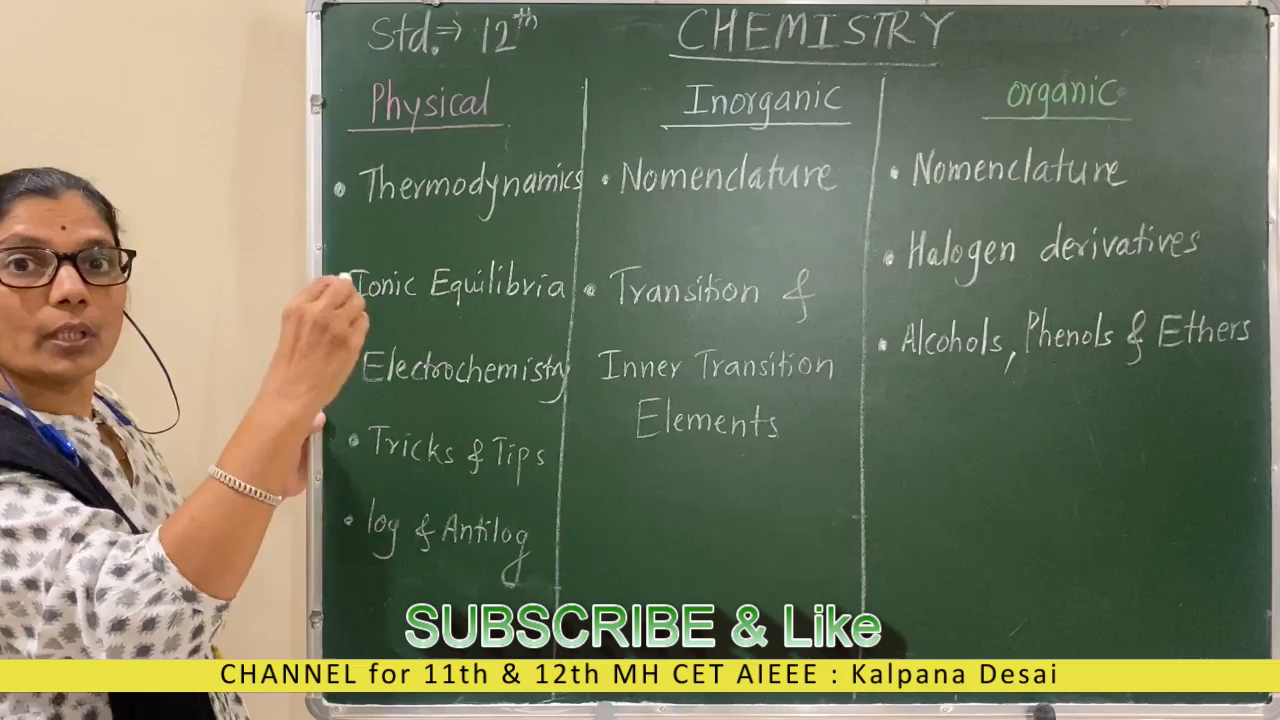 Std.→ 12th
CHEMISTRY
Physical
• Thermodynamics
Ionic Equilibria
Electrochemistry
• Tricks & Tips
• log & Antilog
Inorganic
• Nomenclature
• Transition &
Inner Transition
Elements
organic
• Nomenclature
• Halogen derivatives
• Alcohols, Phenols & Ethers
SUBSCRIBE & Like
CHANNEL for 11th & 12th MH CET AIEEE : Kalpana Desai